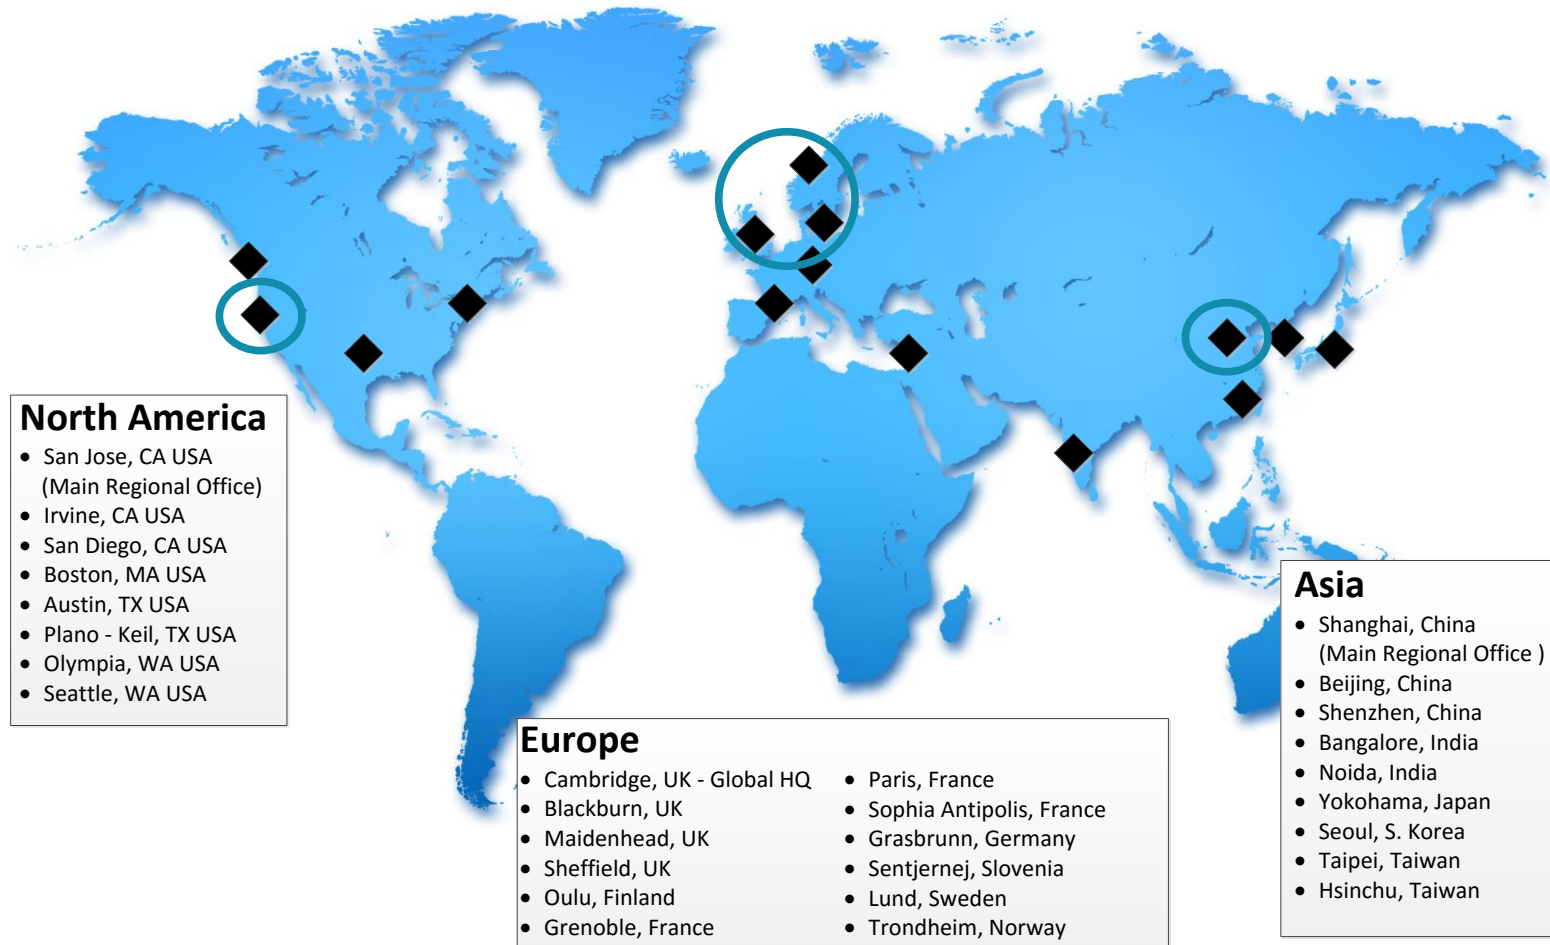 North America
• San Jose, CA USA
(Main Regional Office)
• Irvine, CA USA
• San Diego, CA USA
• Boston, MA USA
• Austin, TX USA
• Plano - Keil, TX USA
• Olympia, WA USA
• Seattle, WA USA
Europe
• Cambridge, UK - Global HQ
• Blackburn, UK
• Maidenhead, UK
• Sheffield, UK
• Oulu, Finland
• Grenoble, France
• Paris, France
• Sophia Antipolis, France
• Grasbrunn, Germany
• Sentjernej, Slovenia
• Lund, Sweden
• Trondheim, Norway
Asia
• Shanghai, China
(Main Regional Office )
• Beijing, China
• Shenzhen, China
• Bangalore, India
• Noida, India
• Yokohama, Japan
• Seoul, S. Korea
• Taipei, Taiwan
• Hsinchu, Taiwan